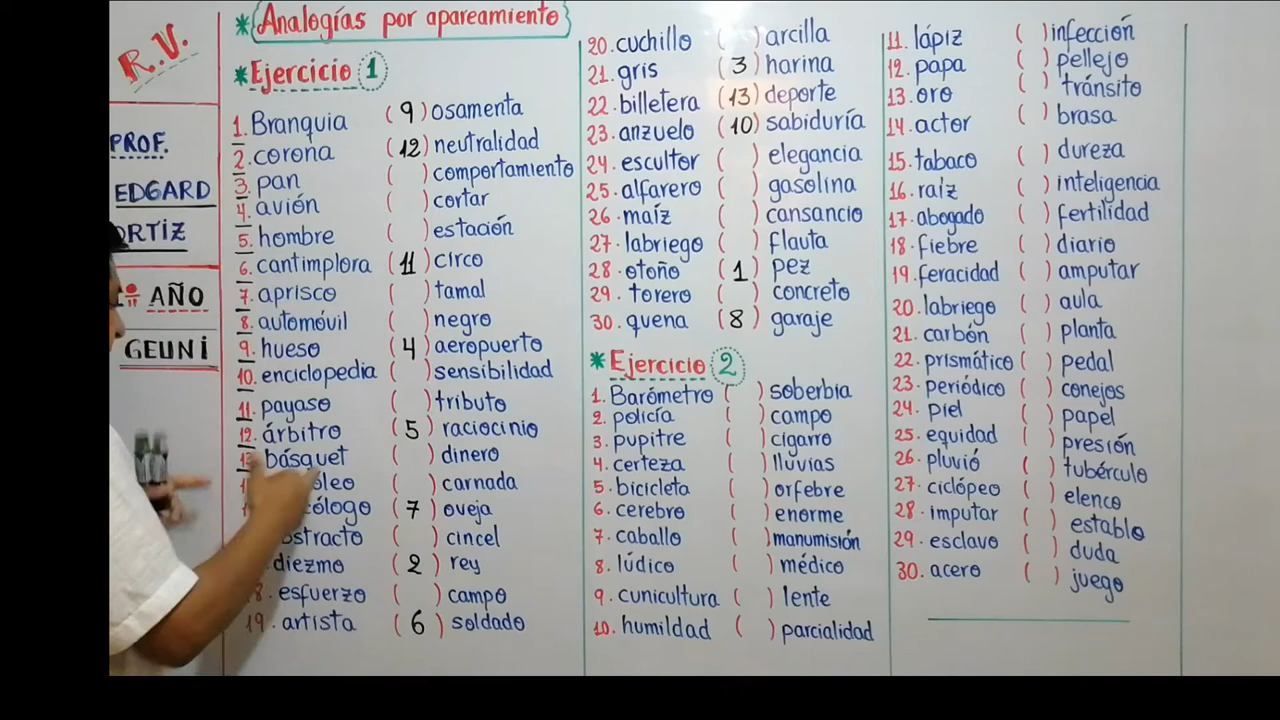 R.V.
PROF.
EDGARD
ORTIZ
AÑO
GEUNI
* Analogías por apareamiento
* Ejercicio 1
1. Branquia (9) osamenta
2. corona (12) neutralidad
3. pan ( ) comportamiento
4. avión ( ) cortar
5. hombre ( ) estación
6. cantimplora (11) circo
7. aprisco ( ) tamal
8. automóvil ( ) negro
9. hueso (4) aeropuerto
10. enciclopedia ( ) sensibilidad
11. payaso ( ) tributo
12. árbitro (5) raciocinio
13. básquet ( ) dinero
óleo ( ) carnada
ólogo (7) oveja
ostracto ( ) cincel
diezmo (2) rey
8. esfuerzo ( ) campo
19. artista (6) soldado
20. cuchillo ( ) arcilla
21. gris (3) harina
22. billetera (13) deporte
23. anzuelo (10) sabiduría
24. escultor ( ) elegancia
25. alfarero ( ) gasolina
26. maíz ( ) cansancio
27. labriego ( ) flauta
28. otoño (1) pez
29. torero ( ) concreto
30. quena (8) garaje
* Ejercicio 2
1. Barómetro ( ) soberbia
2. policía ( ) campo
3. pupitre ( ) cigarro
4. certeza ( ) lluvias
5. bicicleta ( ) orfebre
6. cerebro ( ) enorme
7. caballo ( ) manumisión
8. lúdico ( ) médico
9. cunicultura ( ) lente
10. humildad ( ) parcialidad
11. lápiz ( ) infección
12. papa ( ) pellejo
13. oro ( ) tránsito
14. actor ( ) brasa
15. tabaco ( ) dureza
16. raíz ( ) inteligencia
17. abogado ( ) fertilidad
18. fiebre ( ) diario
19. feracidad ( ) amputar
20. labriego ( ) aula
21. carbón ( ) planta
22. prismático ( ) pedal
23. periódico ( ) conejos
24. piel ( ) papel
25. equidad ( ) presión
26. pluvió ( ) tubérculo
27. ciclópeo ( ) elenco
28. imputar ( ) establo
29. esclavo ( ) duda
30. acero ( ) juego